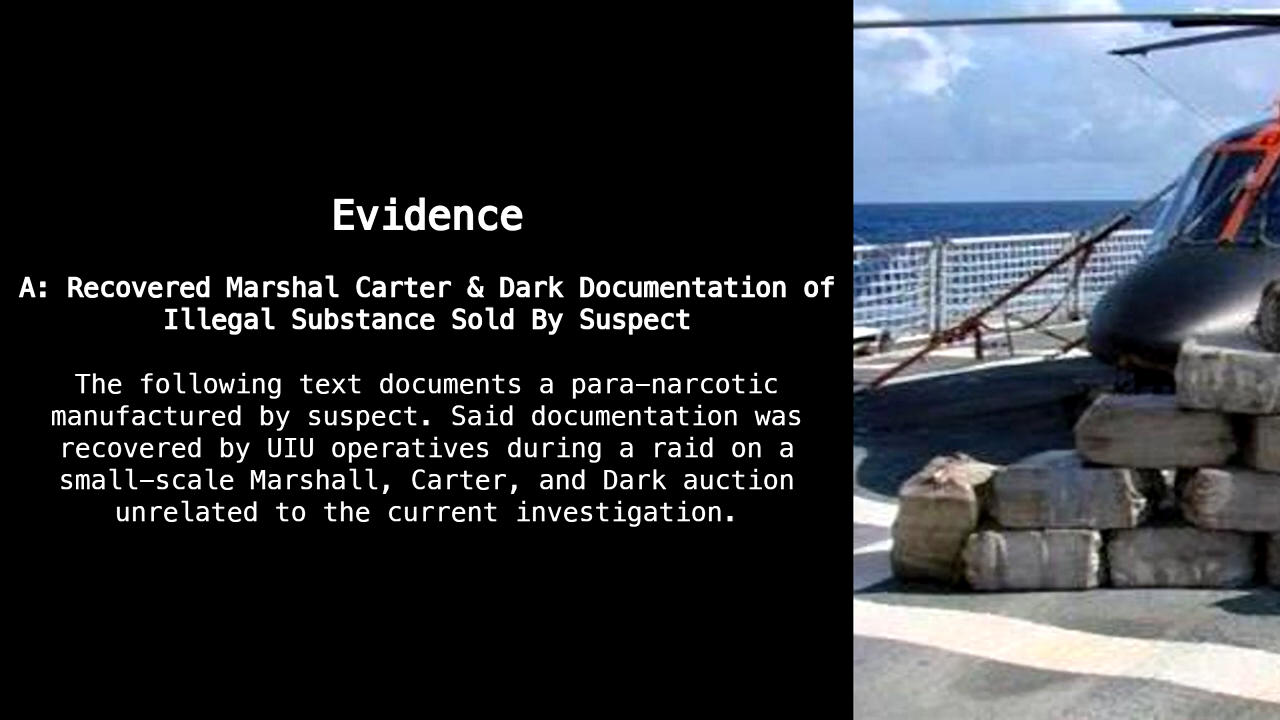 Evidence
A: Recovered Marshal Carter & Dark Documentation of
Illegal Substance Sold By Suspect
The following text documents a para–narcotic
manufactured by suspect. Said documentation was
recovered by UIU operatives during a raid on a
small–scale Marshall, Carter, and Dark auction
unrelated to the current investigation.